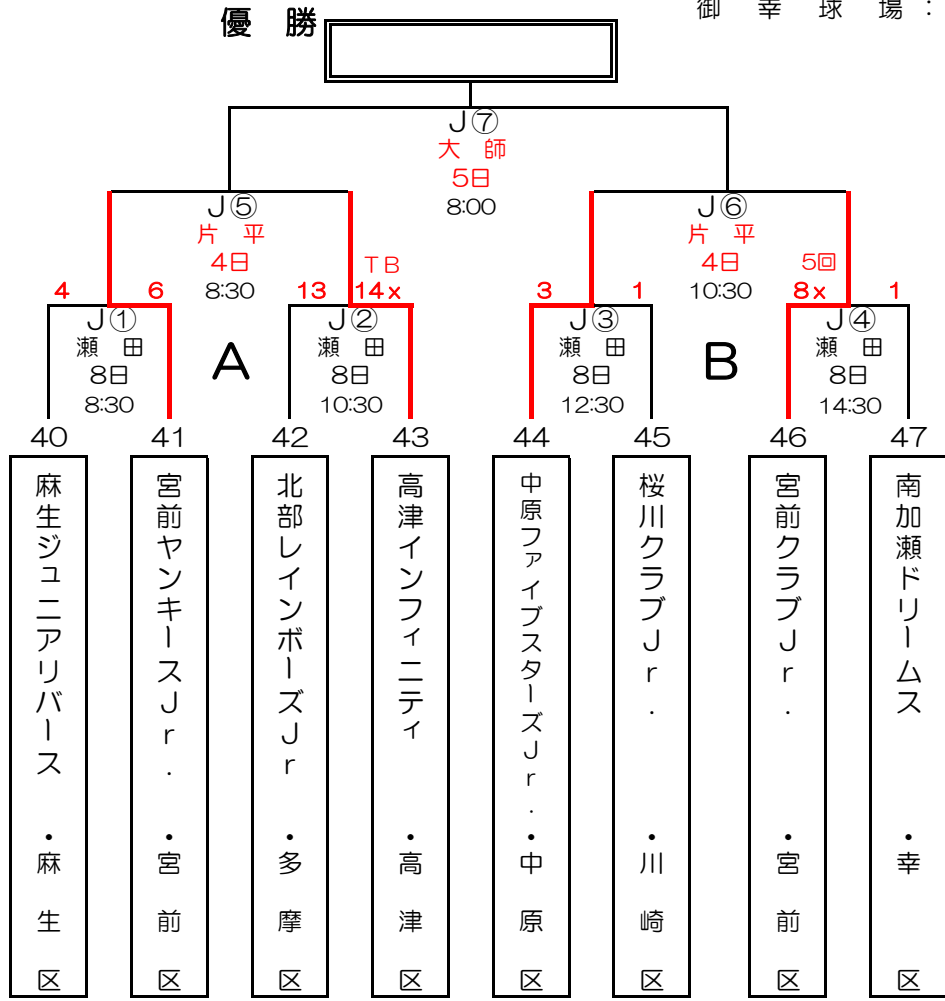 御 幸 球 場 :
優 勝
J⑦
大 師
5日
8:00
J⑤
片 平
4日
8:30
J⑥
片 平
4日
10:30
4 6
TB
13 14x
3 1
5回
8x 1
J①
瀬 田
8日
8:30
A
J②
瀬 田
8日
10:30
J③
瀬 田
8日
12:30
B
J④
瀬 田
8日
14:30
40 41 42 43 44 45 46 47
麻生ジュニアリバース ・麻 生 区
宮前ヤンキースJr. ・宮 前 区
北部レインボーズJr ・多 摩 区
高津インフィニティ ・高 津 区
中原ファイブスターズJr.・中 原 区
桜川クラブJr. ・川 崎 区
宮前クラブJr. ・宮 前 区
南加瀬ドリームス ・幸 区